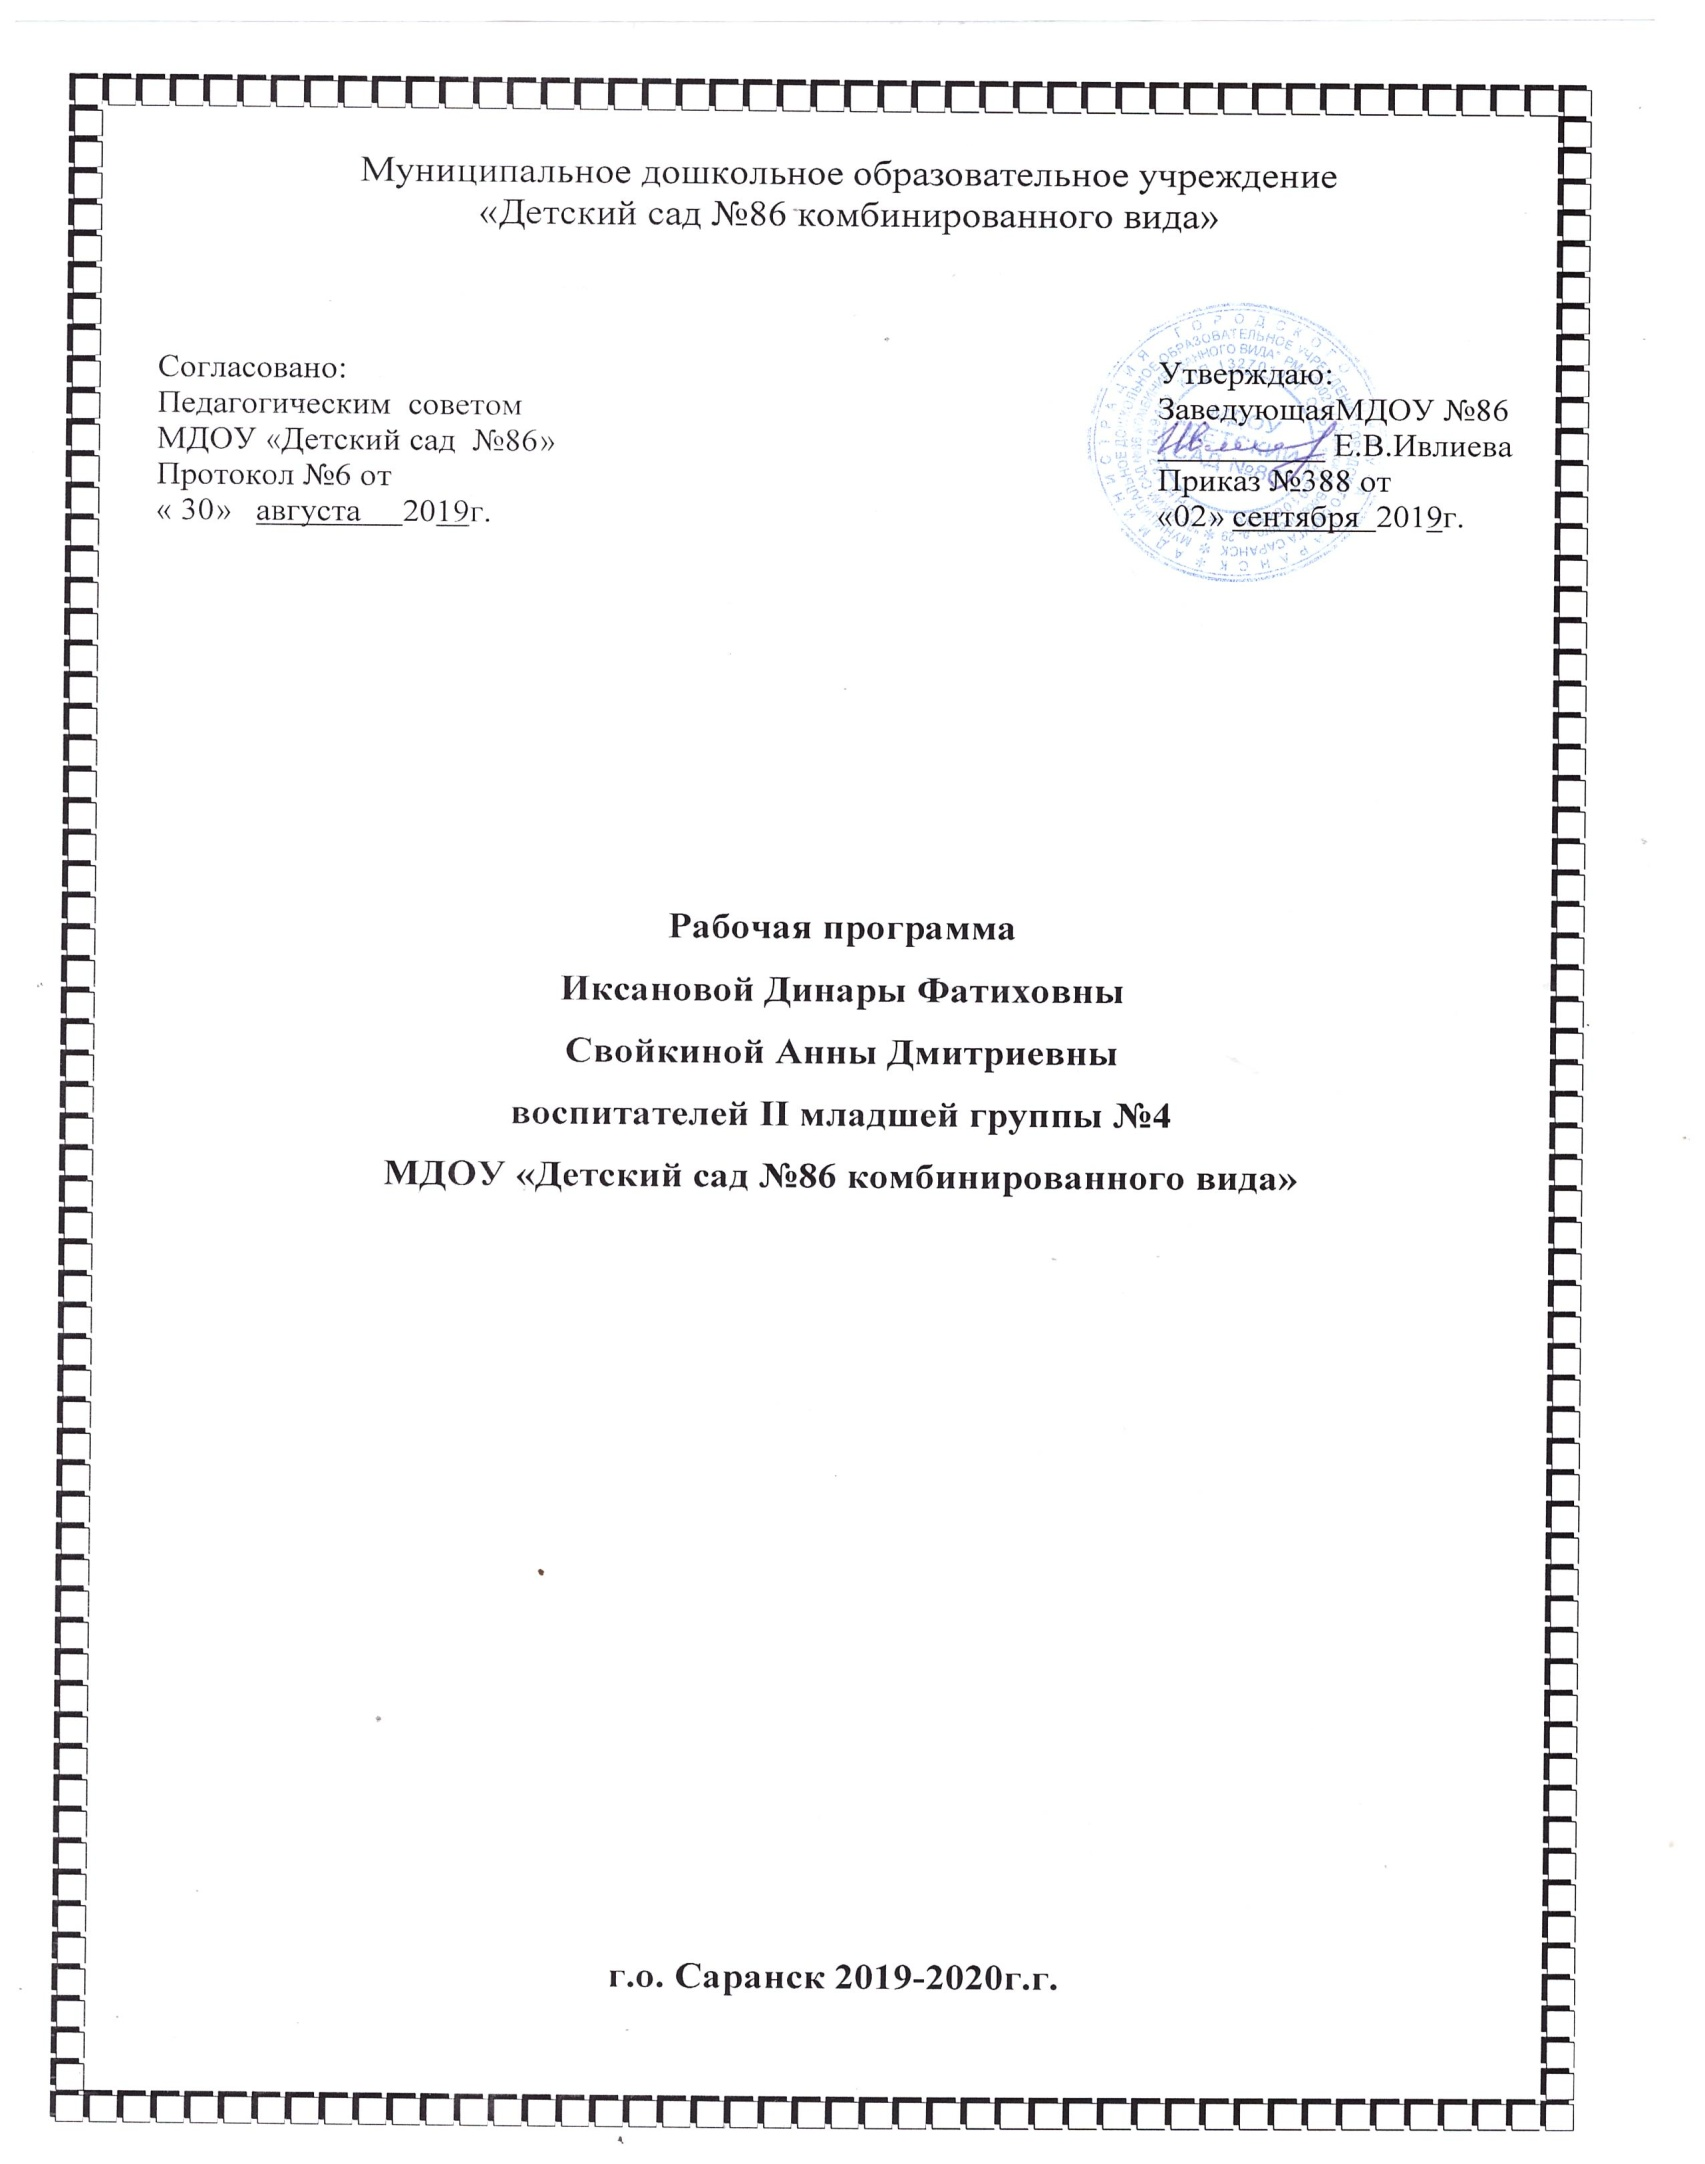 Муниципальное дошкольное образовательное учреждение
«Детский сад №86 комбинированного вида»
Согласовано:
Педагогическим советом
МДОУ «Детский сад №86»
Протокол №6 от
« 30» августа 2019г.
Утверждаю:
ЗаведующаяМДОУ №86
Е.В.Ивлиева
Приказ №388 от
«02» сентября 2019г.
Рабочая программа
Иксановой Динары Фатиховны
Свойкиной Анны Дмитриевны
воспитателей II младшей группы №4
МДОУ «Детский сад №86 комбинированного вида»
г.о. Саранск 2019-2020г.г.